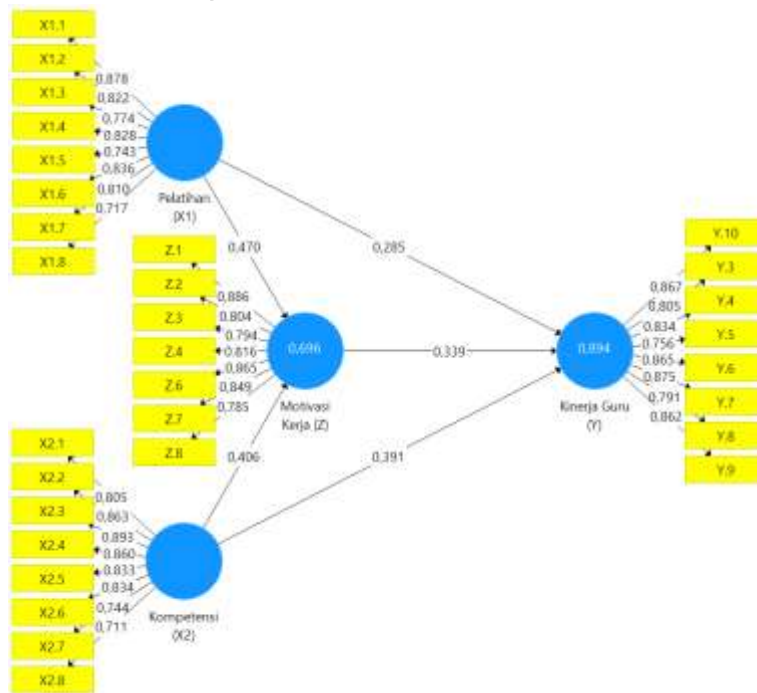 X1.1
X1.2
X1.3
X1.4
X1.5
X1.6
X1.7
X1.8
0.878
0.822
0.774
0.828
0.743
0.836
0.810
0.717
Pelatihan
(X1)
0,470
0,285
Z.1
Z.2
Z.3
Z.4
Z.6
Z.7
Z.8
0.886
0.804
0.794
0.816
0.865
0.849
0.785
0,696
Motivasi
Kerja (Z)
0,339
0,406
0,391
Y.10
Y.3
Y.4
Y.5
Y.6
Y.7
Y.8
Y.9
0.867
0.805
0.834
0.756
0.865
0.875
0.791
0.862
0,894
Kinerja Guru
(Y)
X2.1
X2.2
X2.3
X2.4
X2.5
X2.6
X2.7
X2.8
0.805
0.863
0.893
0.860
0.833
0.834
0.744
0.711
Kompetensi
(X2)